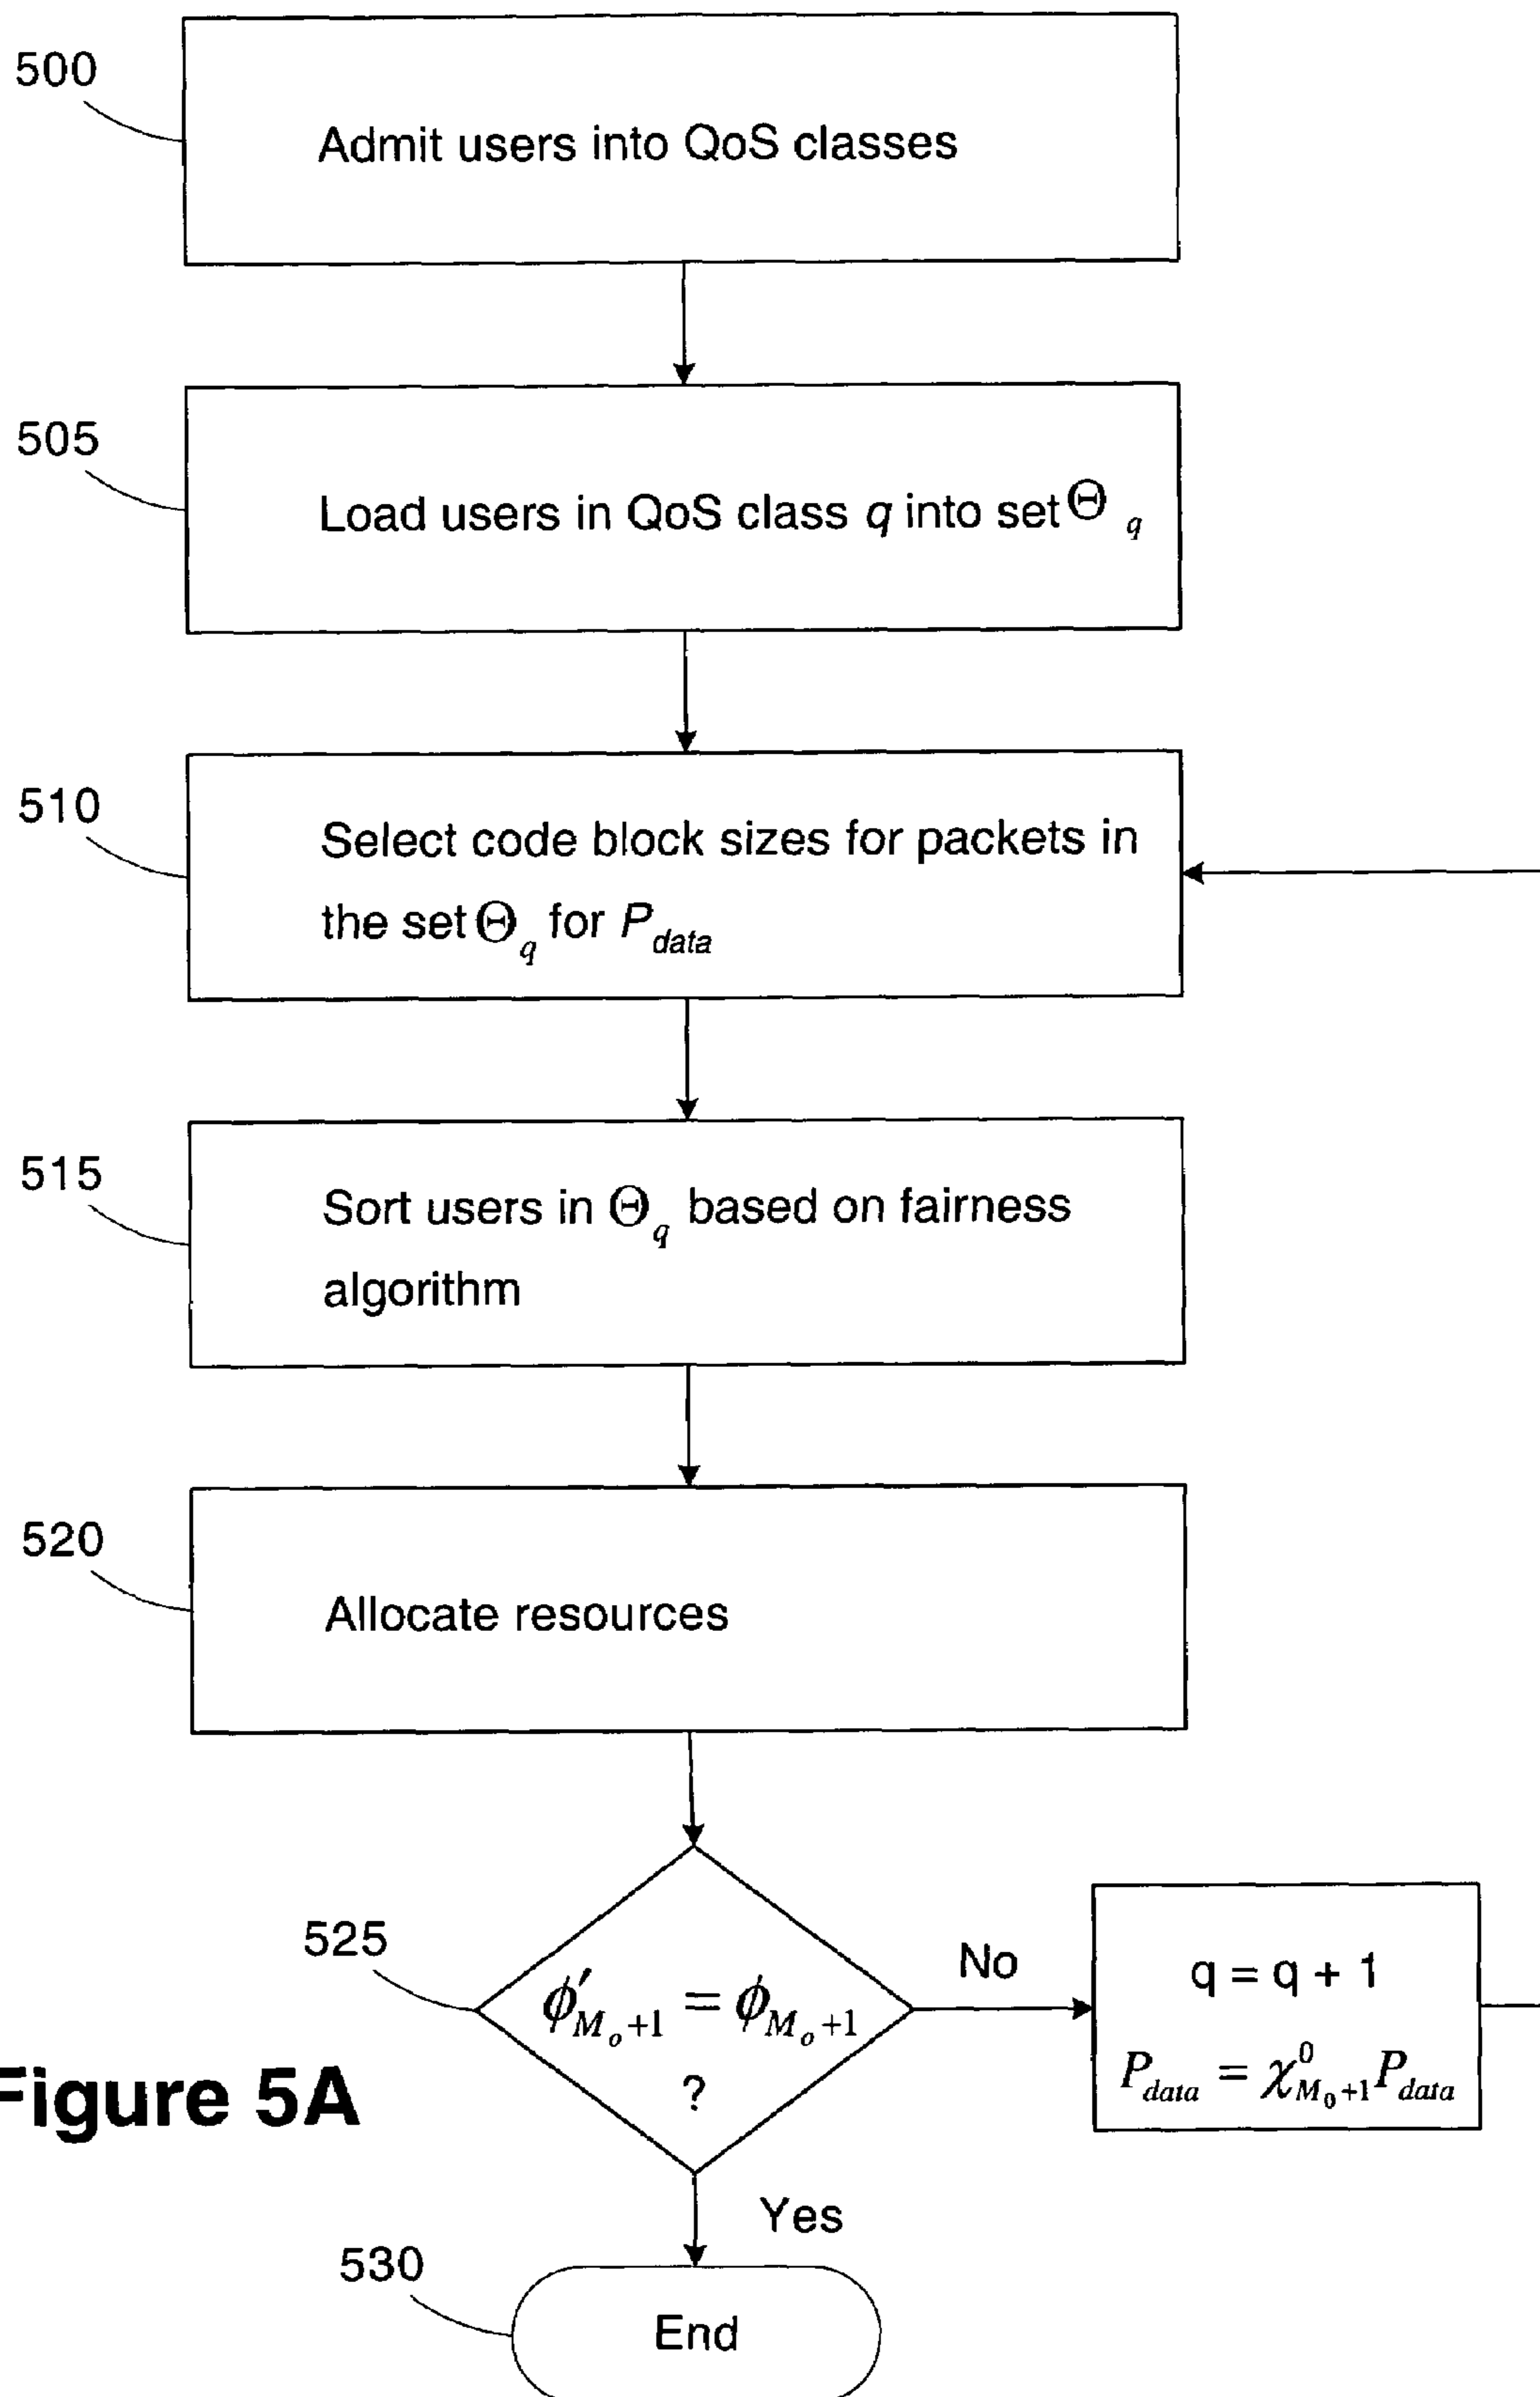 500
Admit users into QoS classes
505
Load users in QoS class q into set Θ_q
510
Select code block sizes for packets in
the set Θ_q for P_data
515
Sort users in Θ_q based on fairness
algorithm
520
Allocate resources
525
ϕ′_{M_o+1} = ϕ_{M_o+1}
?
No
q = q + 1
P_data = χ^0_{M_0+1} P_data
Figure 5A
Yes
530
End